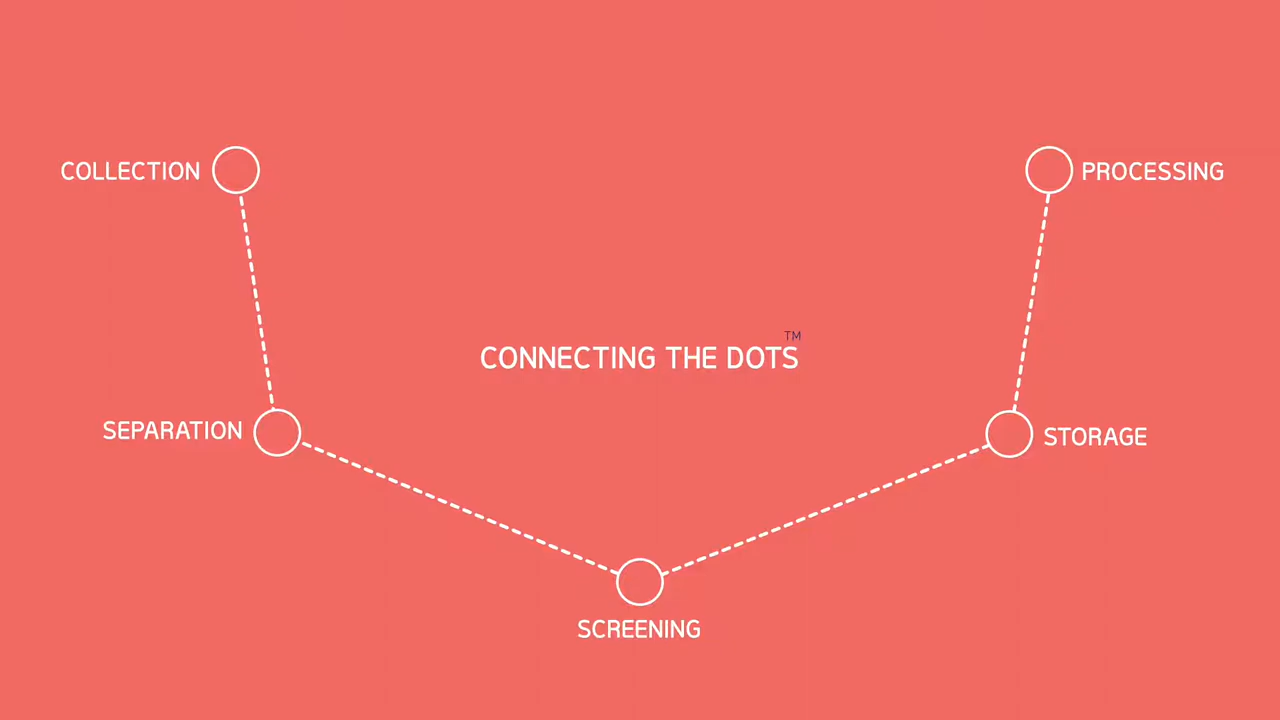 COLLECTION
PROCESSING
CONNECTING THE DOTS™
SEPARATION
STORAGE
SCREENING